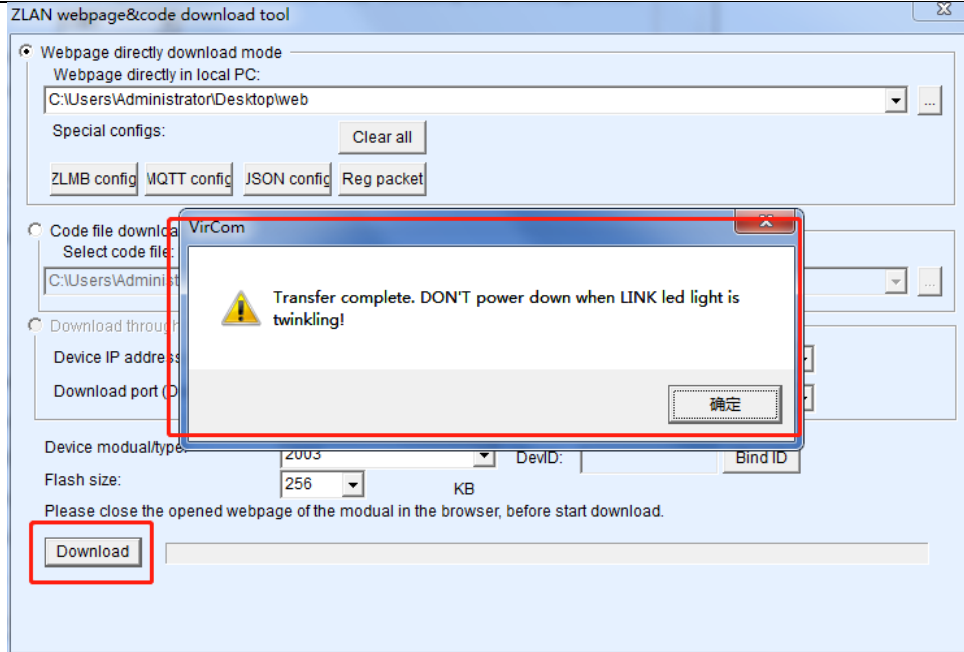 ZLAN webpage&code download tool
Webpage directly download mode
Webpage directly in local PC:
C:\Users\Administrator\Desktop\web
...
Special configs:
Clear all
ZLMB config
MQTT config
JSON config
Reg packet
Code file downloa
VirCom
Select code file:
C:\Users\Administ
...
Transfer complete. DON'T power down when LINK led light is
twinkling!
Download through
Device IP address
Download port (D
确定
Device modual/type:
2003
DevID:
Bind ID
Flash size:
256
KB
Please close the opened webpage of the modual in the browser, before start download.
Download